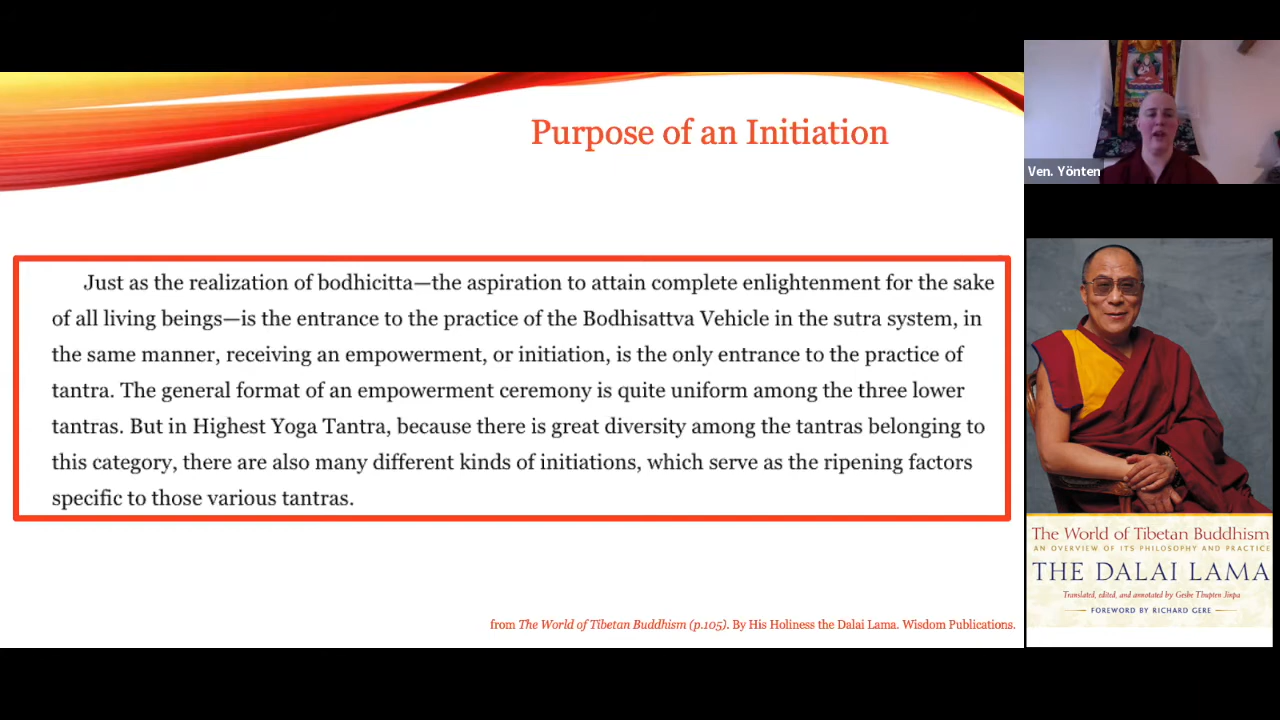 Purpose of an Initiation
Just as the realization of bodhicitta—the aspiration to attain complete enlightenment for the sake
of all living beings—is the entrance to the practice of the Bodhisattva Vehicle in the sutra system, in
the same manner, receiving an empowerment, or initiation, is the only entrance to the practice of
tantra. The general format of an empowerment ceremony is quite uniform among the three lower
tantras. But in Highest Yoga Tantra, because there is great diversity among the tantras belonging to
this category, there are also many different kinds of initiations, which serve as the ripening factors
specific to those various tantras.
from The World of Tibetan Buddhism (p.105). By His Holiness the Dalai Lama. Wisdom Publications.
Ven. Yönten
The World of Tibetan Buddhism
AN OVERVIEW OF ITS PHILOSOPHY AND PRACTICE
THE DALAI LAMA
Translated, edited, and annotated by Geshe Thupten Jinpa
FOREWORD BY RICHARD GERE